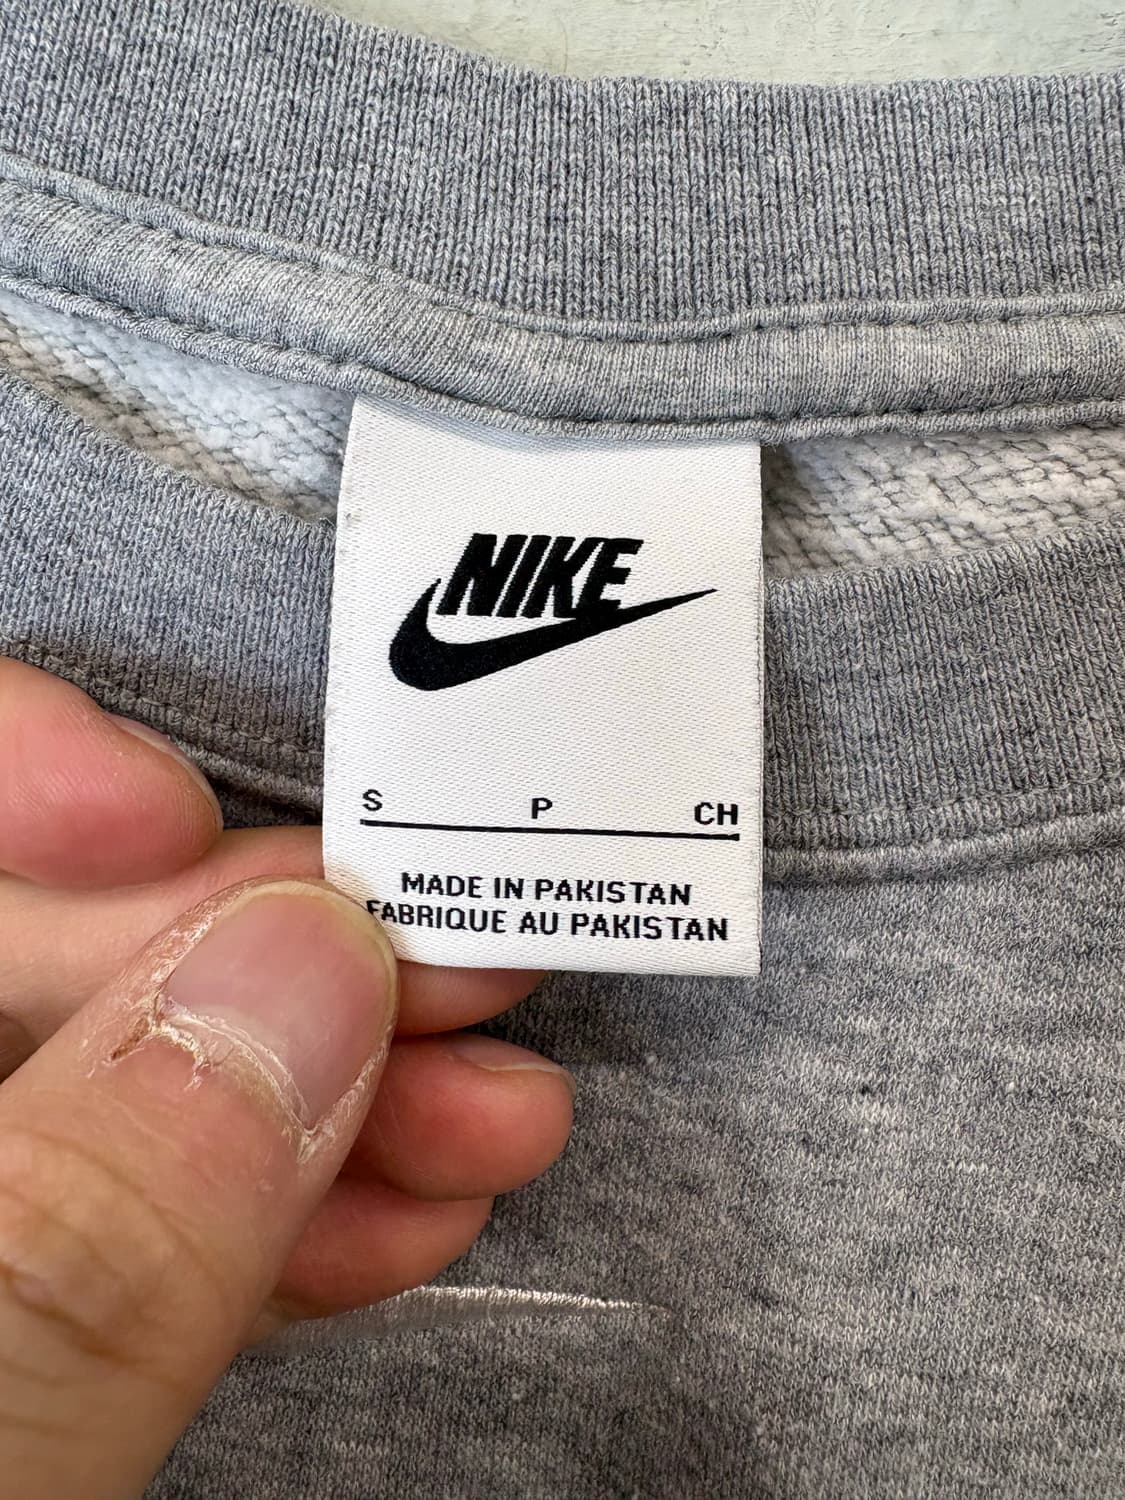 NIKE
S P CH
MADE IN PAKISTAN
FABRIQUE AU PAKISTAN